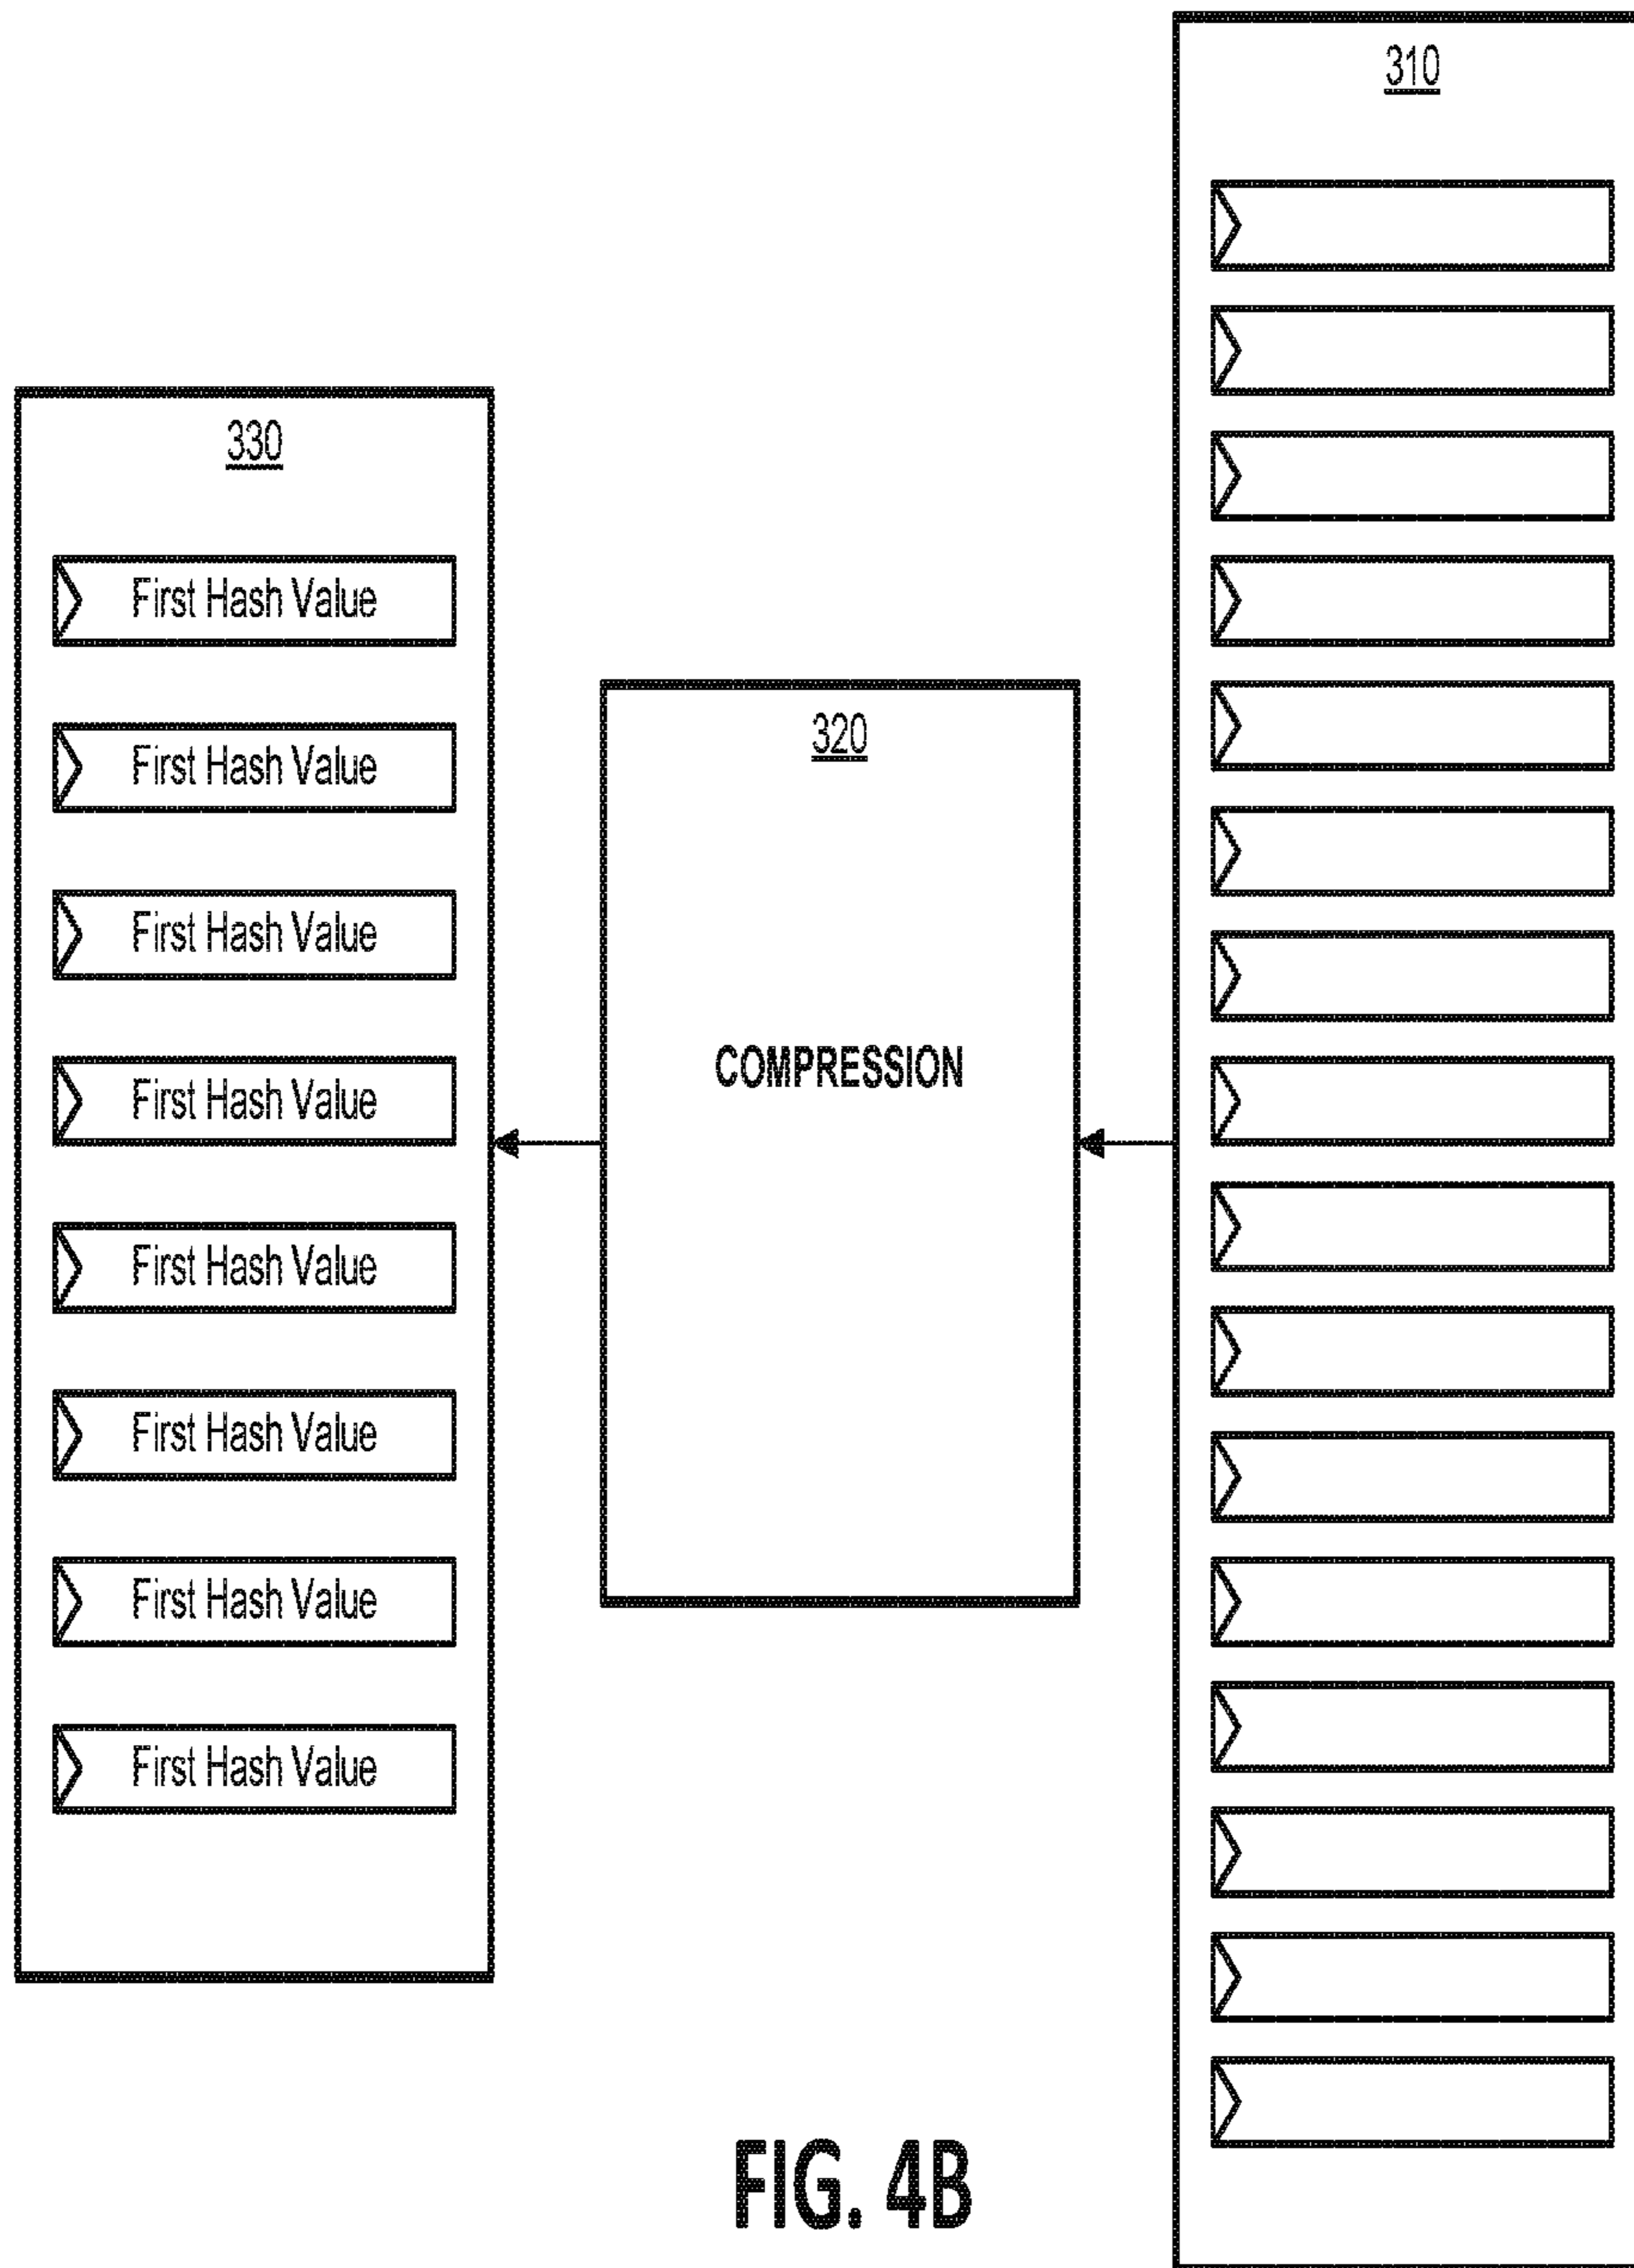 310
330
First Hash Value
First Hash Value
First Hash Value
First Hash Value
First Hash Value
First Hash Value
First Hash Value
First Hash Value
320
COMPRESSION
FIG. 4B